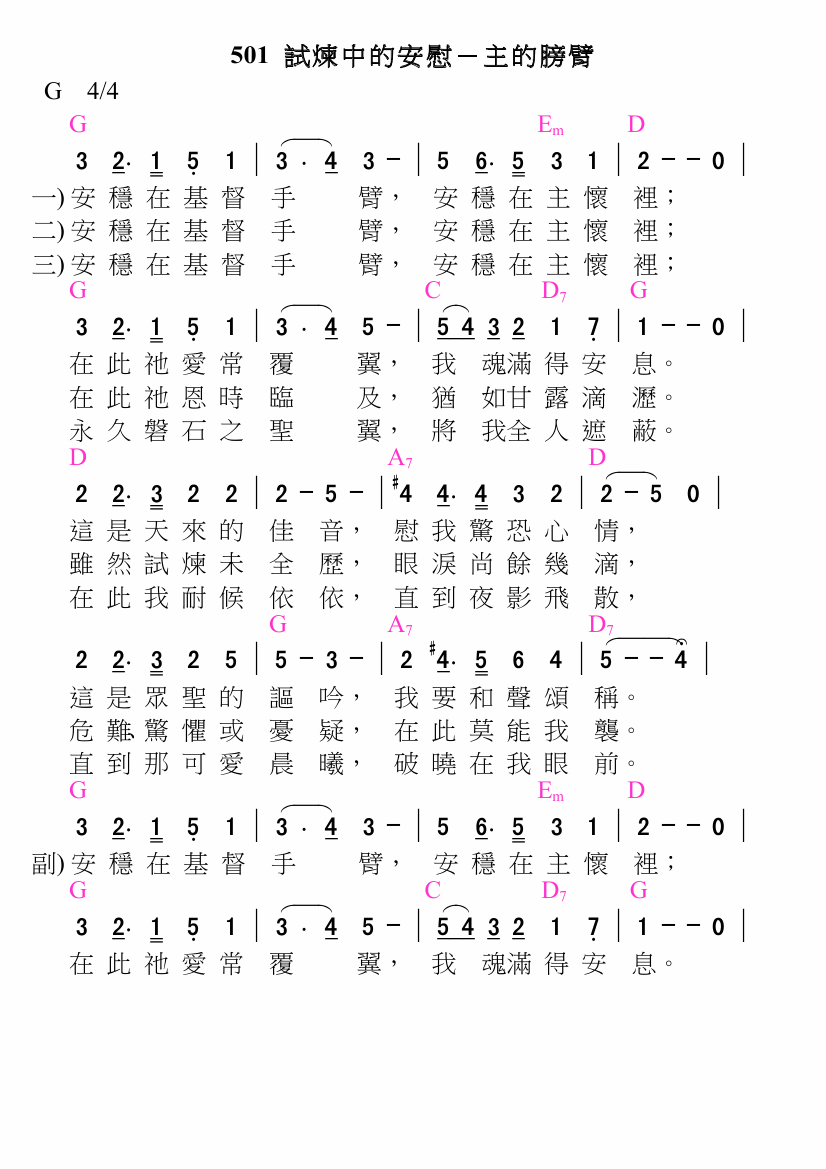 501 試煉中的安慰－主的膀臂
G 4/4
G Em D
3 2. 1 5 1 | 3 . 4 3 － | 5 6. 5 3 1 | 2 － － 0 |
一) 安穩在基督手臂，安穩在主懷裡；
二) 安穩在基督手臂，安穩在主懷裡；
三) 安穩在基督手臂，安穩在主懷裡；
G C D7 G
3 2. 1 5 1 | 3 . 4 5 － | 5 4 3 2 1 7 | 1 － － 0 |
在此祂愛常覆翼，我魂滿得安息。
在此祂恩時臨及，猶如甘露滴瀝。
永久磐石之聖翼，將我全人遮蔽。
D A7 D
2 2. 3 2 2 | 2 － 5 － | #4 4. 4 3 2 | 2 － 5 0 |
這是天來的佳音，慰我驚恐心情，
雖然試煉未全歷，眼淚尚餘幾滴，
在此我耐候依依，直到夜影飛散，
G A7 D7
2 2. 3 2 5 | 5 － 3 － | 2 #4. 5 6 4 | 5 － － 4 |
這是眾聖的謳吟，我要和聲頌稱。
危難、驚懼或憂疑，在此莫能我襲。
直到那可愛晨曦，破曉在我眼前。
G Em D
3 2. 1 5 1 | 3 . 4 3 － | 5 6. 5 3 1 | 2 － － 0 |
副) 安穩在基督手臂，安穩在主懷裡；
G C D7 G
3 2. 1 5 1 | 3 . 4 5 － | 5 4 3 2 1 7 | 1 － － 0 |
在此祂愛常覆翼，我魂滿得安息。